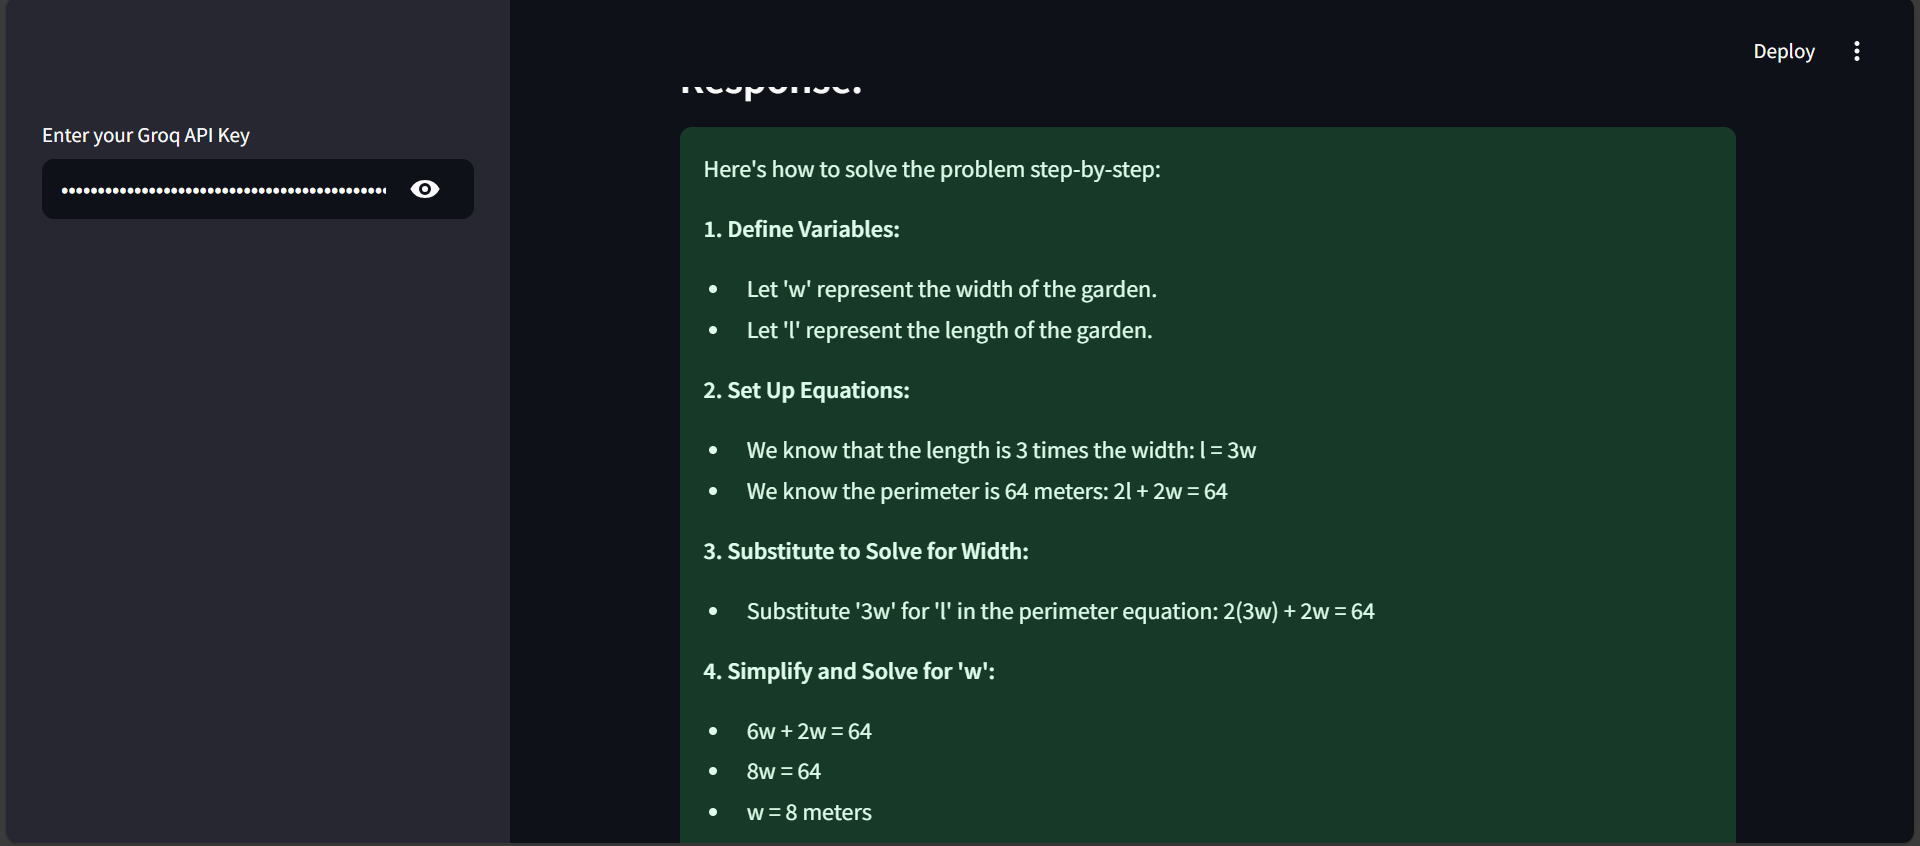 Deploy
Enter your Groq API Key
Response:
Here's how to solve the problem step-by-step:
1. Define Variables:
• Let 'w' represent the width of the garden.
• Let 'l' represent the length of the garden.
2. Set Up Equations:
• We know that the length is 3 times the width: l = 3w
• We know the perimeter is 64 meters: 2l + 2w = 64
3. Substitute to Solve for Width:
• Substitute '3w' for 'l' in the perimeter equation: 2(3w) + 2w = 64
4. Simplify and Solve for 'w':
• 6w + 2w = 64
• 8w = 64
• w = 8 meters